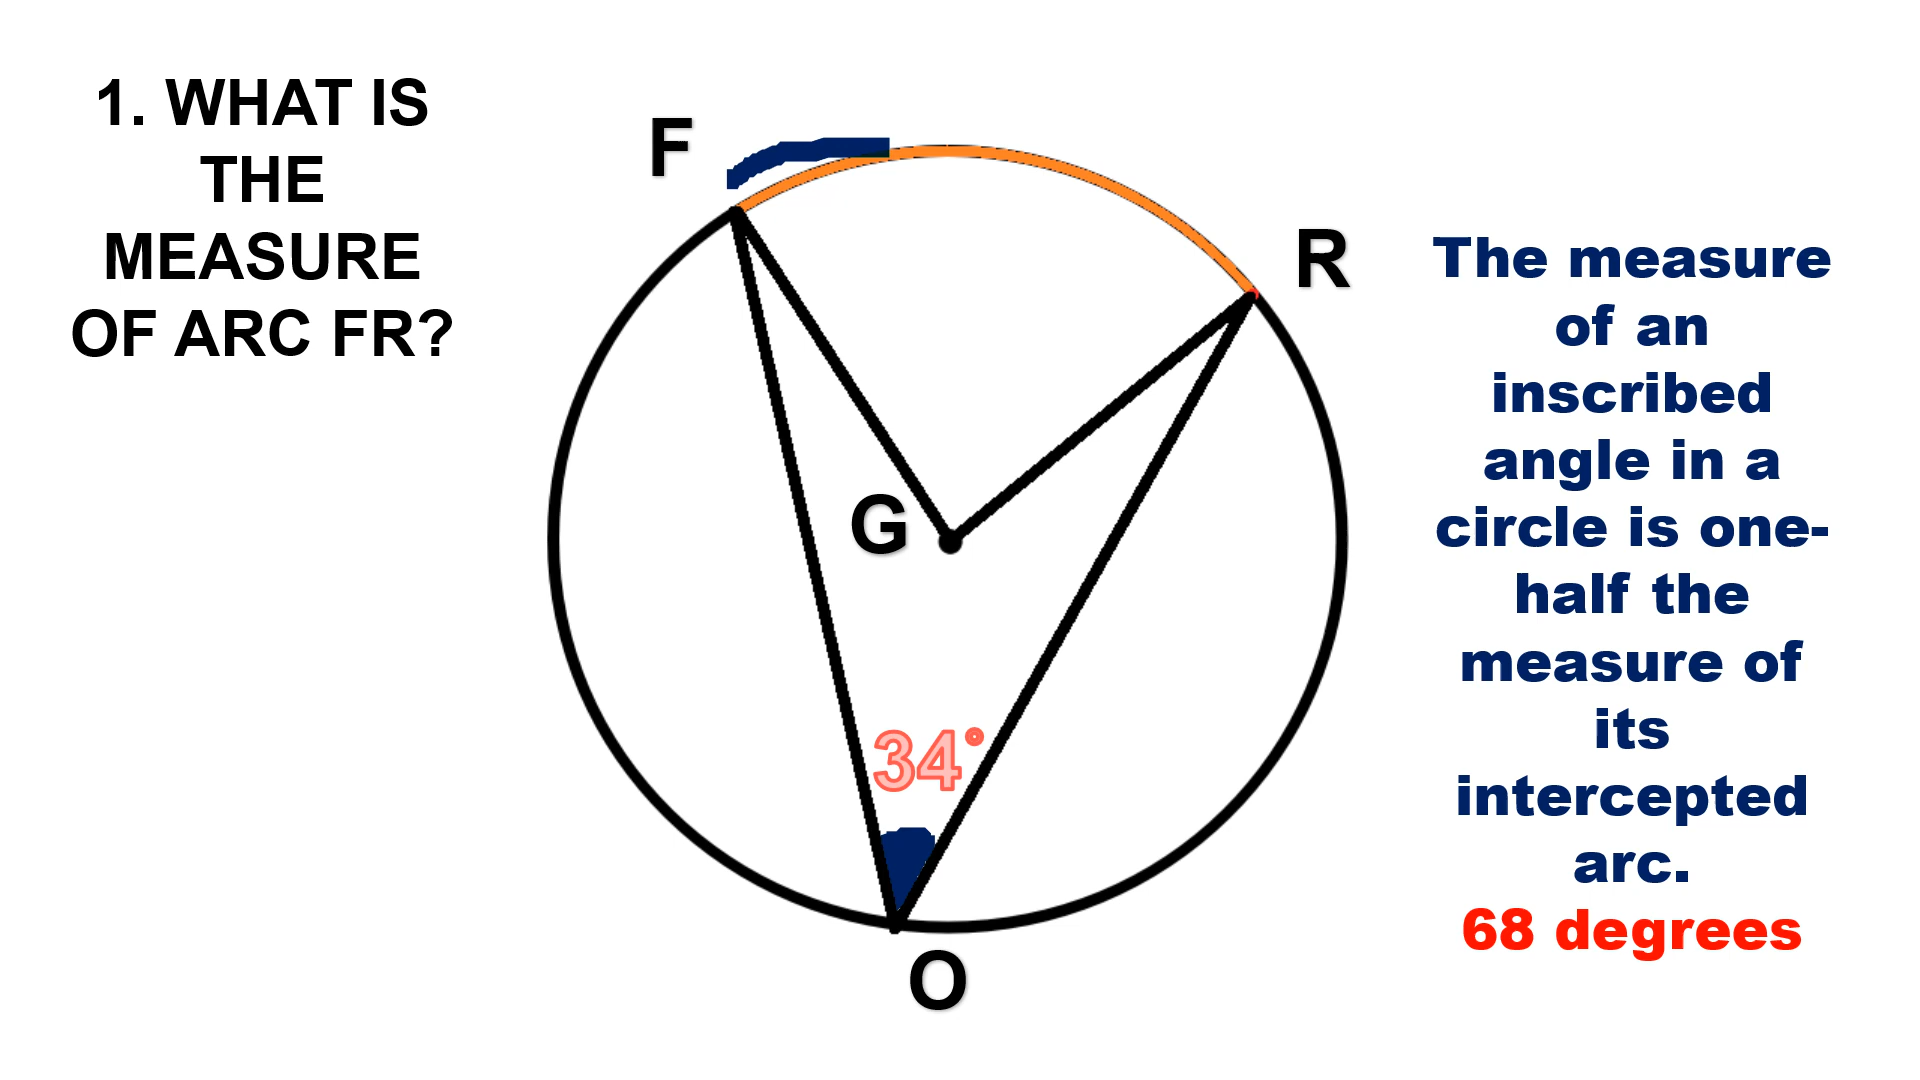 1. WHAT IS
THE
MEASURE
OF ARC FR?
F
R
G
34°
O
The measure
of an
inscribed
angle in a
circle is one-
half the
measure of
its
intercepted
arc.
68 degrees